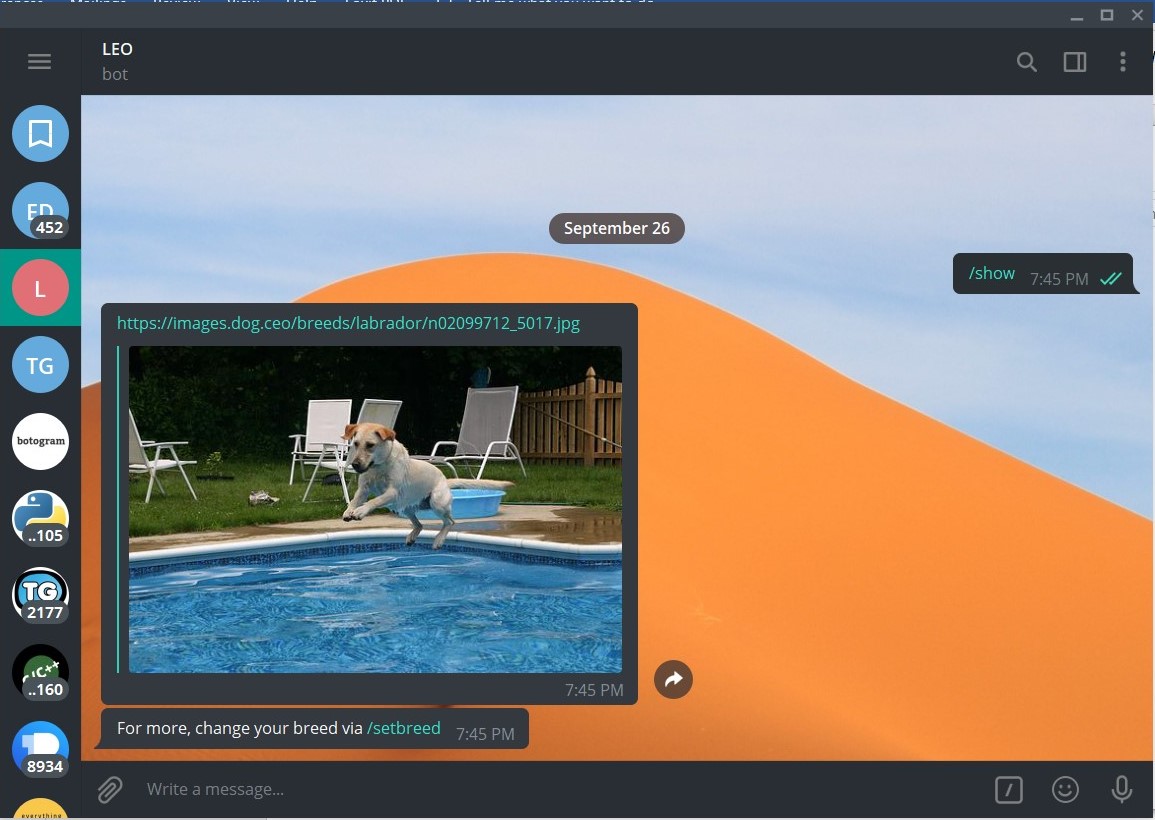 LEO
bot
ED
452
L
TG
botogram
..105
TG
2177
C/C++
..160
8934
everything
September 26
/show 7:45 PM
https://images.dog.ceo/breeds/labrador/n02099712_5017.jpg
7:45 PM
For more, change your breed via /setbreed 7:45 PM
Write a message...